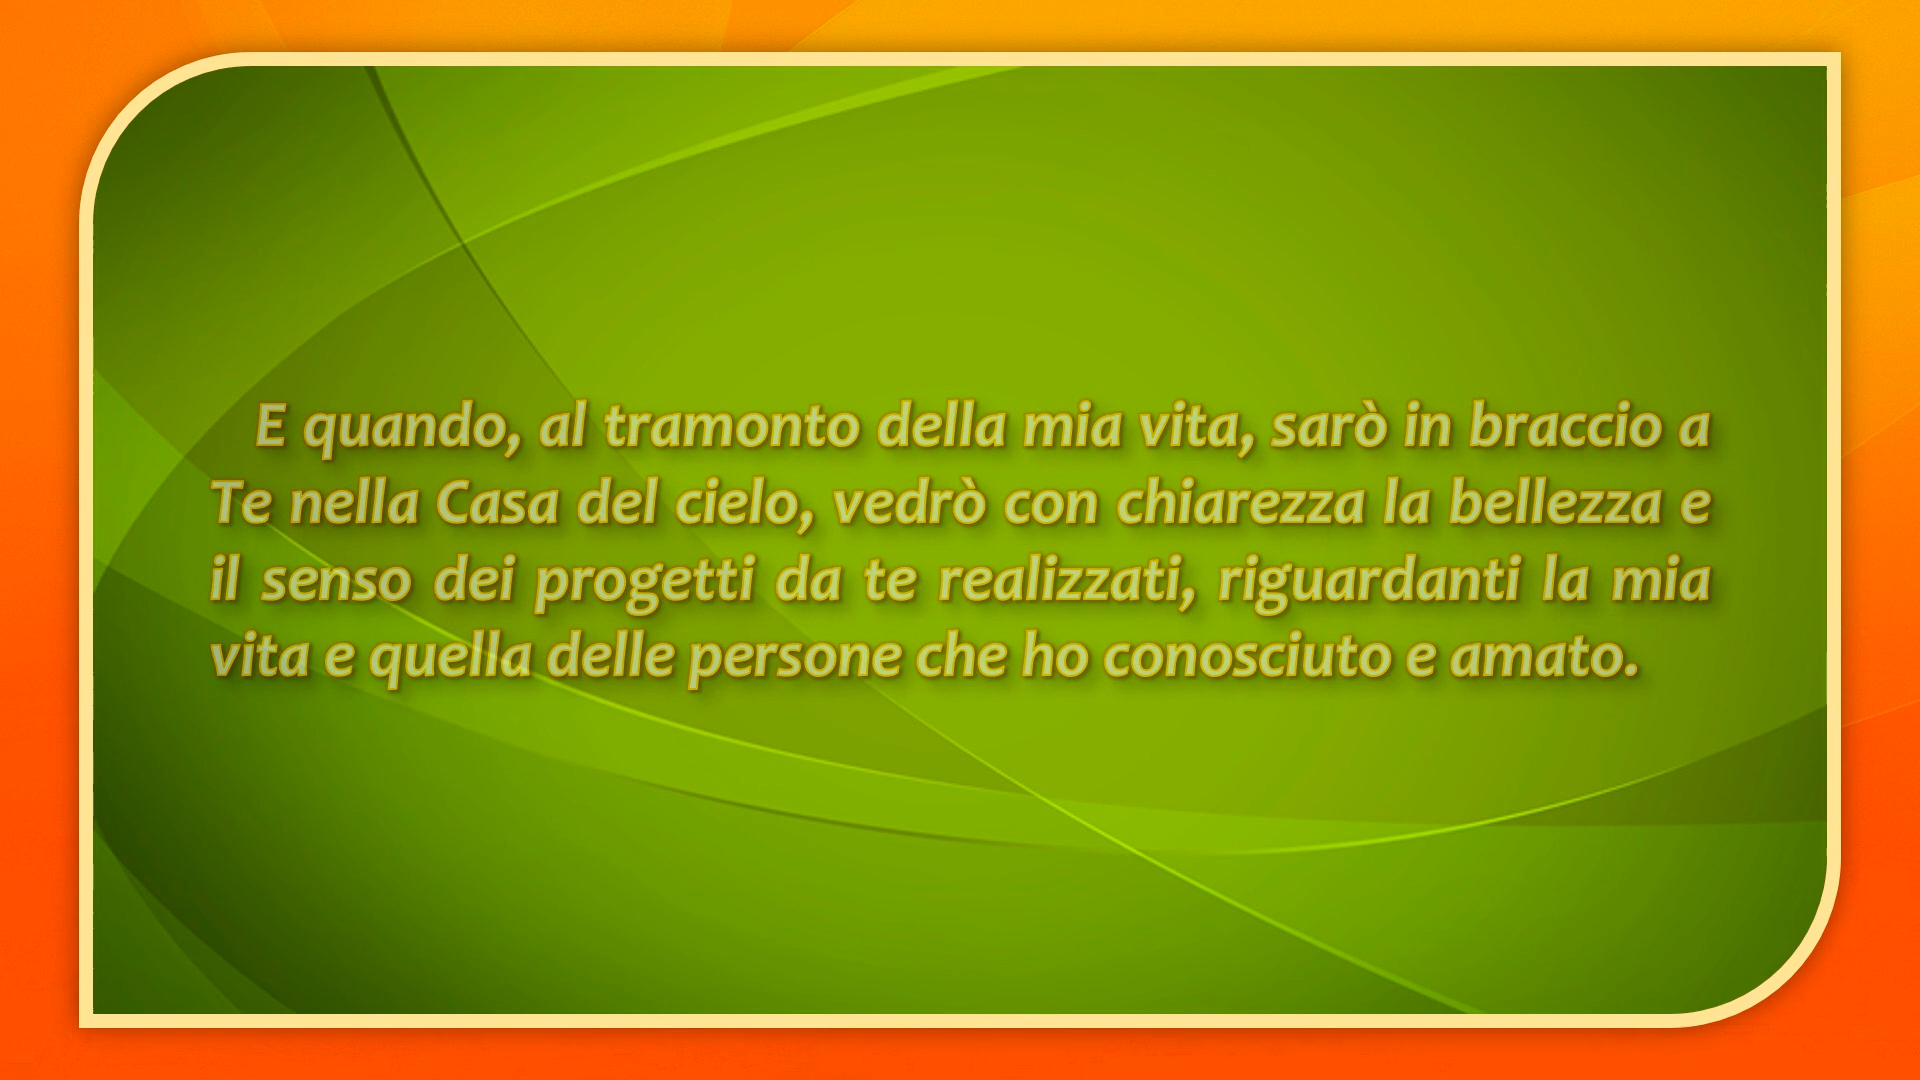 E quando, al tramonto della mia vita, sarò in braccio a
Te nella Casa del cielo, vedrò con chiarezza la bellezza e
il senso dei progetti da te realizzati, riguardanti la mia
vita e quella delle persone che ho conosciuto e amato.